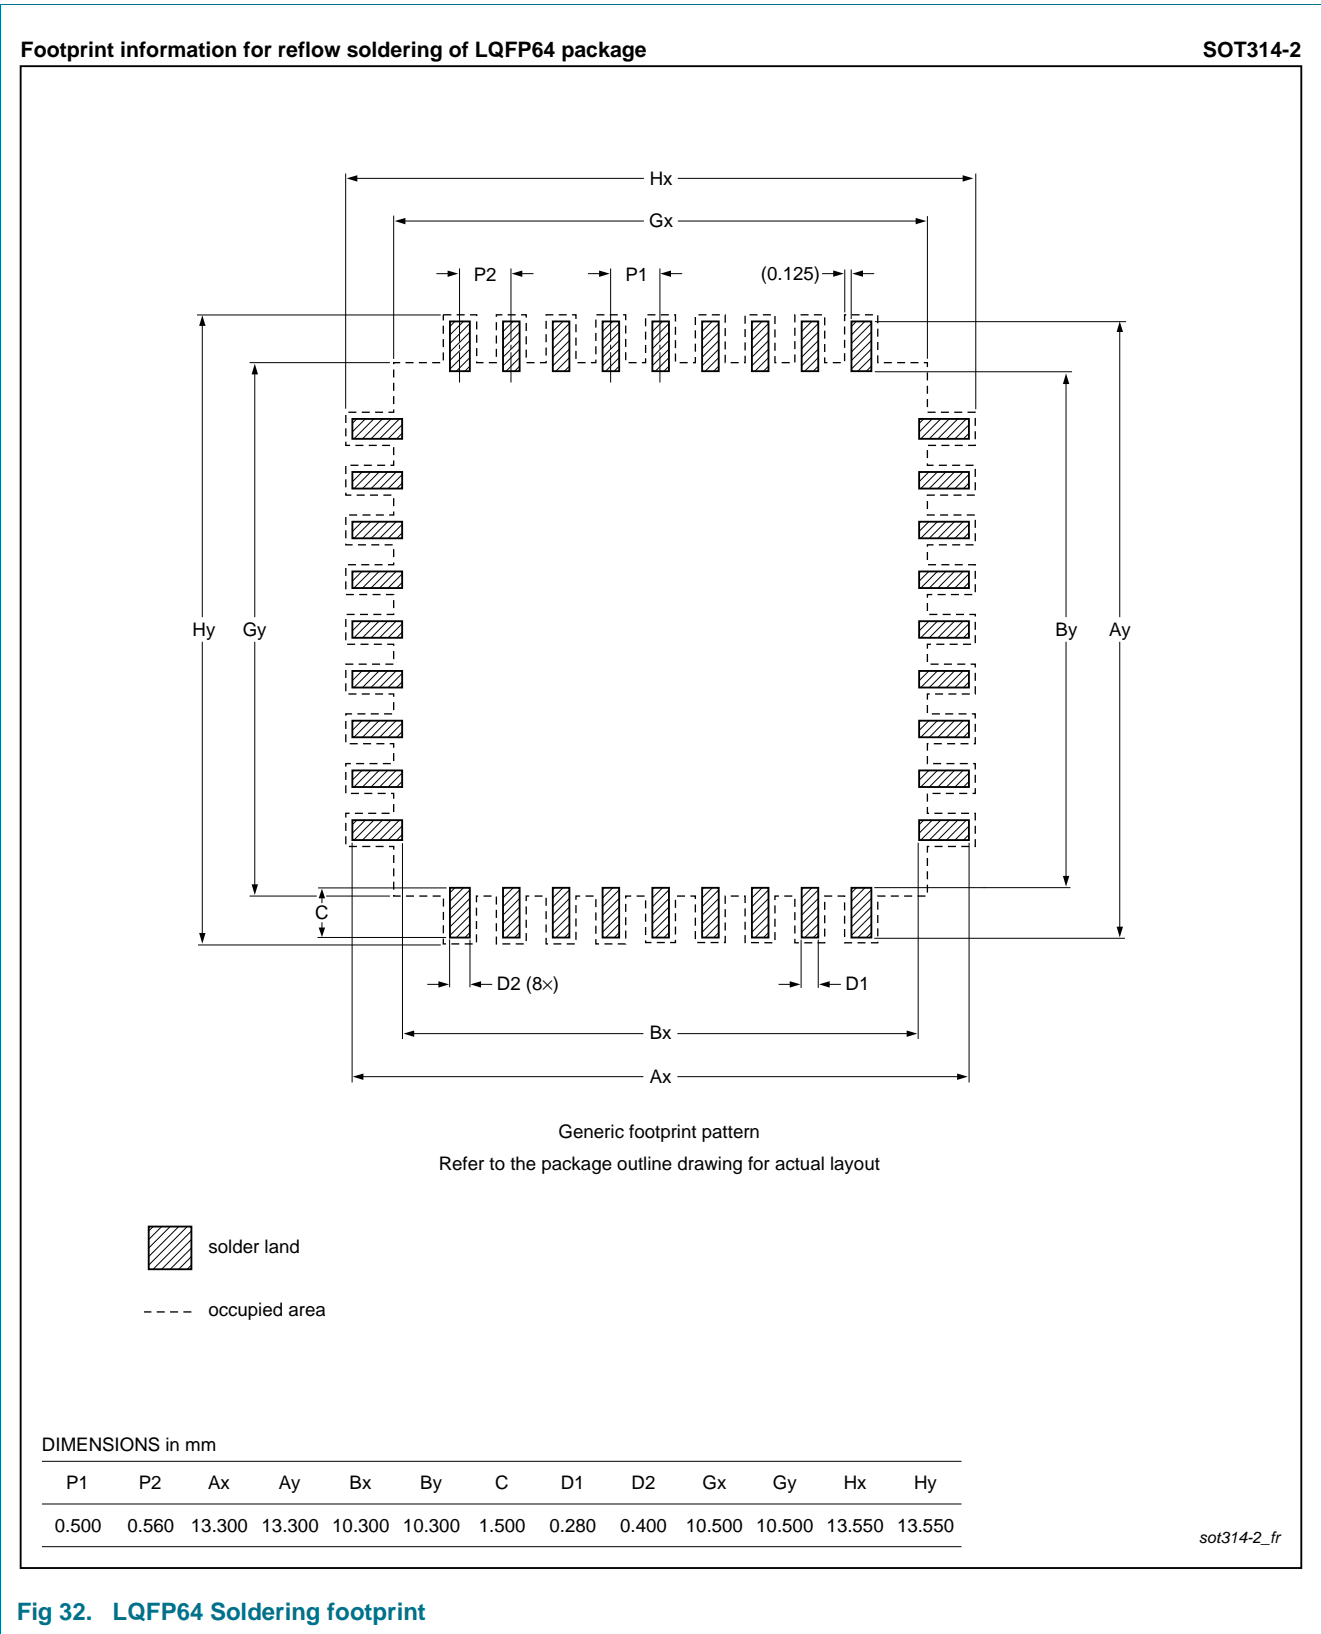 Footprint information for reflow soldering of LQFP64 package SOT314-2
Hx
Gx
P2 P1 (0.125)
Hy Gy By Ay
C
D2 (8×) D1
Bx
Ax
Generic footprint pattern
Refer to the package outline drawing for actual layout
solder land
occupied area
DIMENSIONS in mm
P1 P2 Ax Ay Bx By C D1 D2 Gx Gy Hx Hy
0.500 0.560 13.300 13.300 10.300 10.300 1.500 0.280 0.400 10.500 10.500 13.550 13.550
sot314-2_fr
Fig 32. LQFP64 Soldering footprint